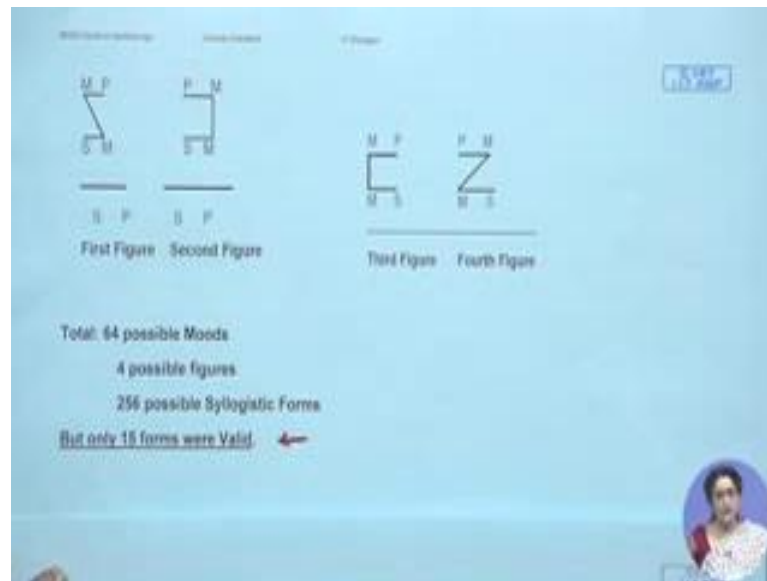 M P P M
S M S M
S P S P
First Figure Second Figure
M P P M
M S M S
Third Figure Fourth Figure
Total: 64 possible Moods
4 possible figures
256 possible Syllogistic Forms
But only 15 forms were Valid.